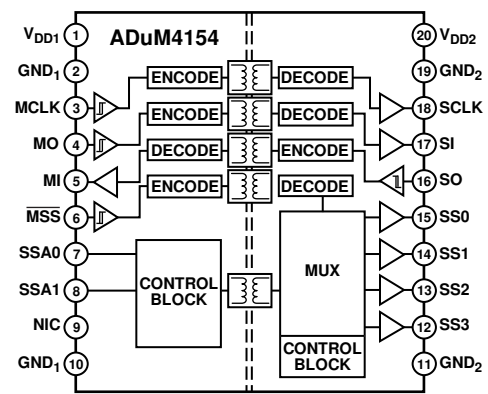 ADuM4154
VDD1 1
GND1 2
MCLK 3
MO 4
MI 5
MSS 6
SSA0 7
SSA1 8
NIC 9
GND1 10
ENCODE DECODE
ENCODE DECODE
DECODE ENCODE
ENCODE DECODE
CONTROL
BLOCK
MUX
CONTROL
BLOCK
20 VDD2
19 GND2
18 SCLK
17 SI
16 SO
15 SS0
14 SS1
13 SS2
12 SS3
11 GND2